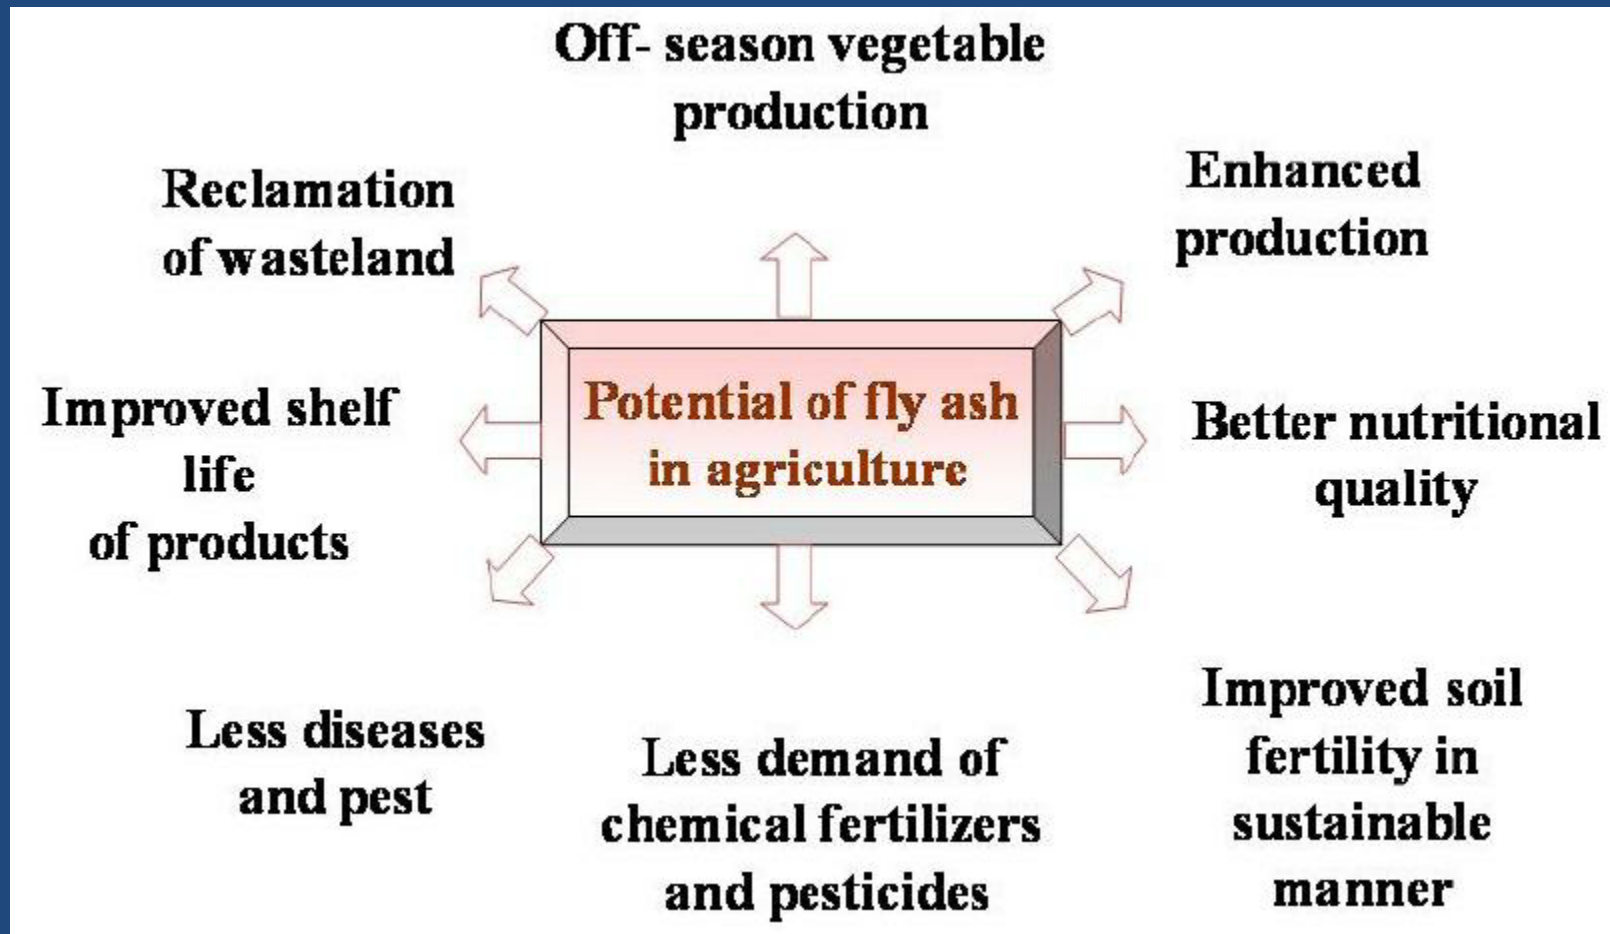 Off- season vegetable
production
Enhanced
production
Reclamation
of wasteland
Potential of fly ash
in agriculture
Improved shelf
life
of products
Better nutritional
quality
Less diseases
and pest
Less demand of
chemical fertilizers
and pesticides
Improved soil
fertility in
sustainable
manner